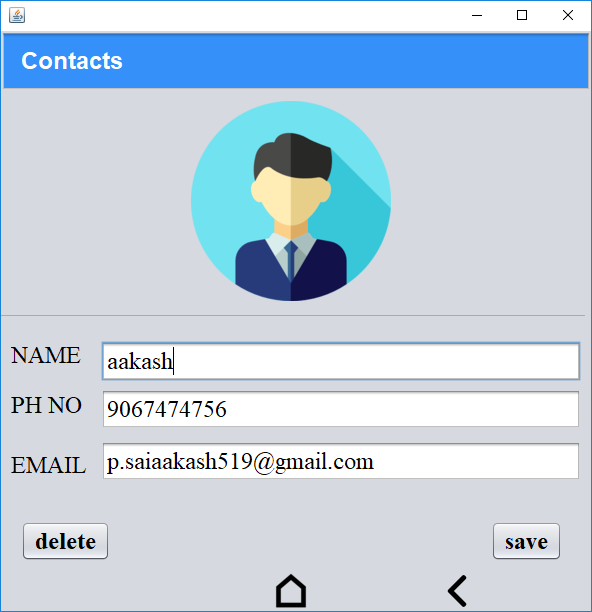 Contacts
NAME aakash
PH NO 9067474756
EMAIL p.saiaakash519@gmail.com
delete save